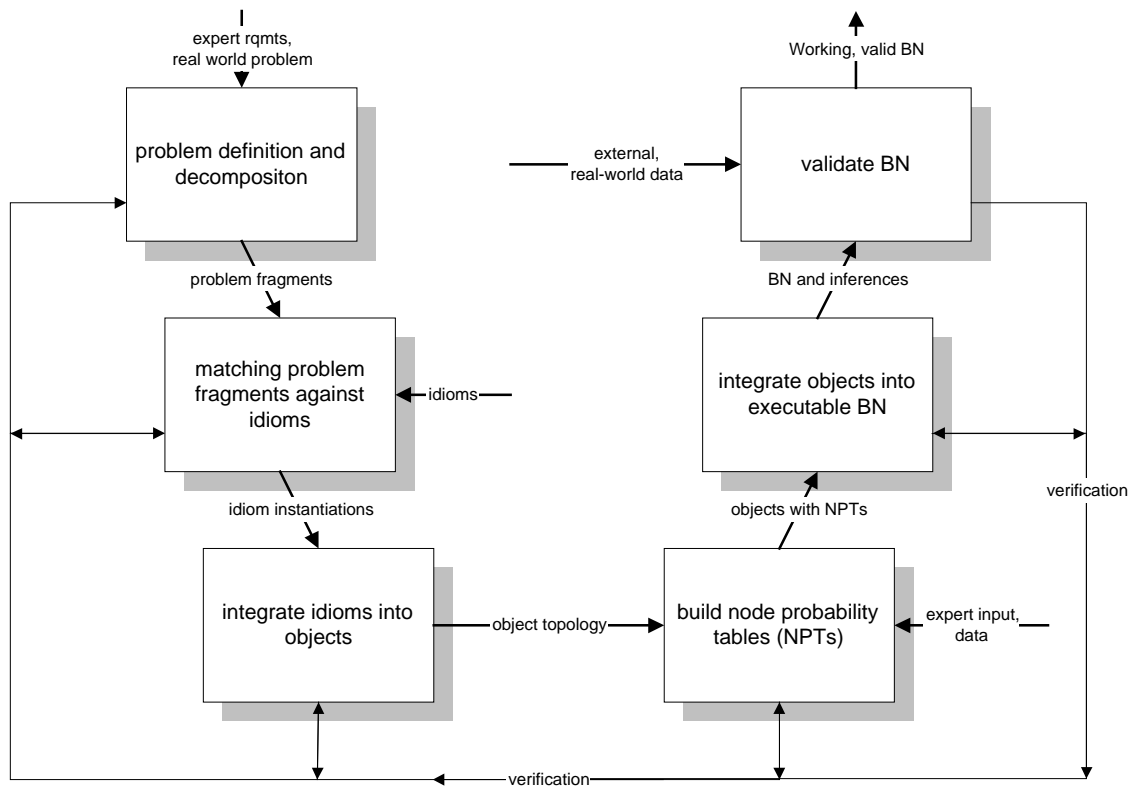 expert rqmts,
real world problem
problem definition and
decompositon
problem fragments
matching problem
fragments against
idioms
idioms
idiom instantiations
integrate idioms into
objects
object topology
build node probability
tables (NPTs)
expert input,
data
objects with NPTs
integrate objects into
executable BN
BN and inferences
validate BN
external,
real-world data
Working, valid BN
verification
verification